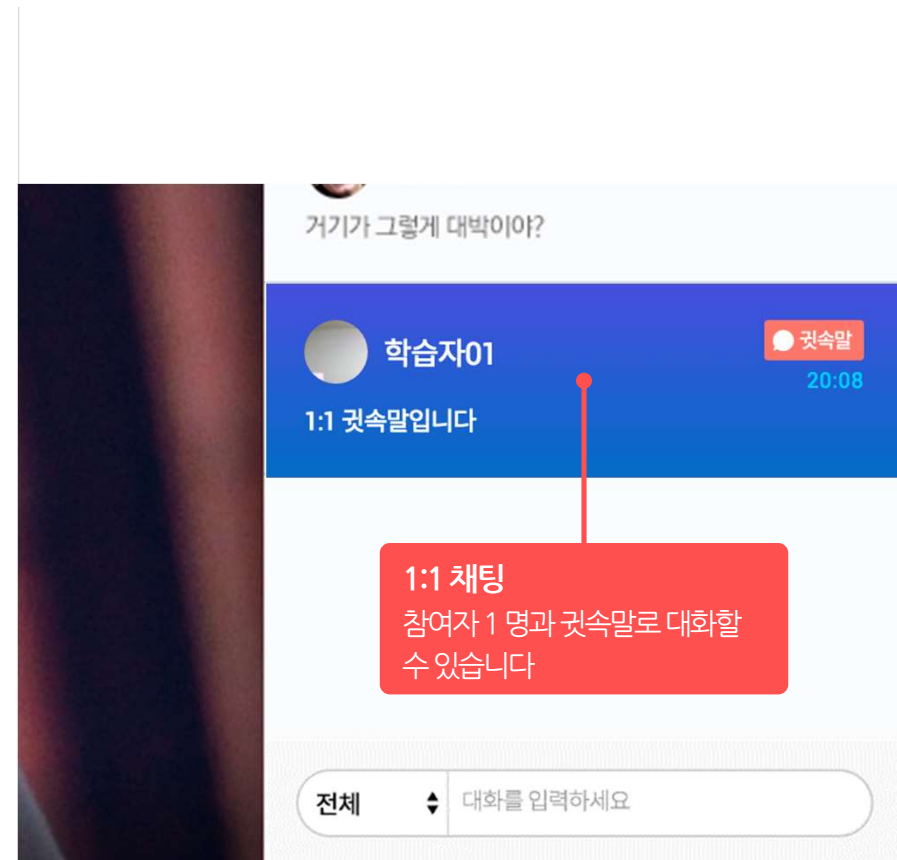 거기가 그렇게 대박이야?
학습자01
귓속말
20:08
1:1 귓속말입니다
1:1 채팅
참여자 1 명과 귓속말로 대화할
수 있습니다
전체
대화를 입력하세요